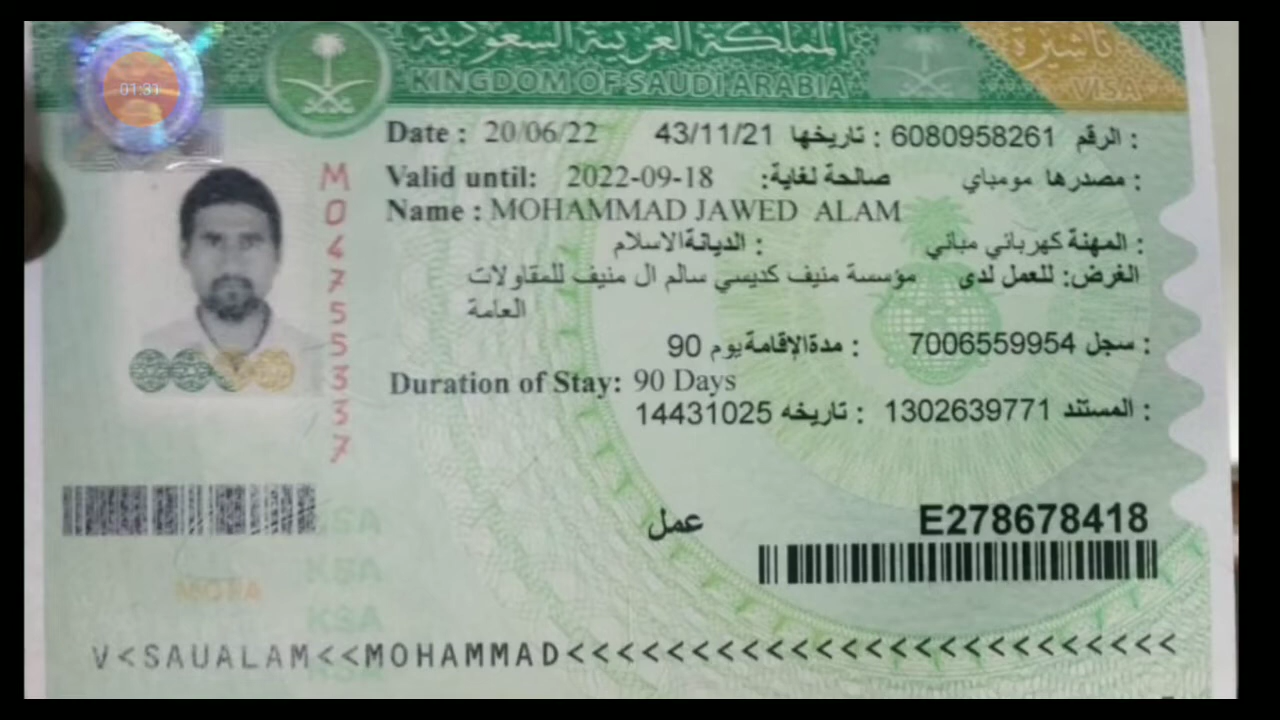 01:31
المملكة العربية السعودية
KINGDOM OF SAUDI ARABIA
تأشيرة
VISA
Date : 20/06/22 تاريخها : 43/11/21 الرقم : 6080958261
Valid until: 2022-09-18 صالحة لغاية: مصدرها : مومباي
Name : MOHAMMAD JAWED ALAM
المهنة : كهربائي مباني الديانة : الاسلام
الغرض: للعمل لدى مؤسسة منيف كديسي سالم ال منيف للمقاولات
العامة
سجل : 7006559954 مدة الإقامة : 90 يوم
Duration of Stay: 90 Days
المستند : 1302639771 تاريخه : 14431025
M04755337
عمل E278678418
KSA
KSA
MOFA
KSA
V<SAUALAM<<MOHAMMAD<<<<<<<<<<<<<<<<<<<<<<<<<